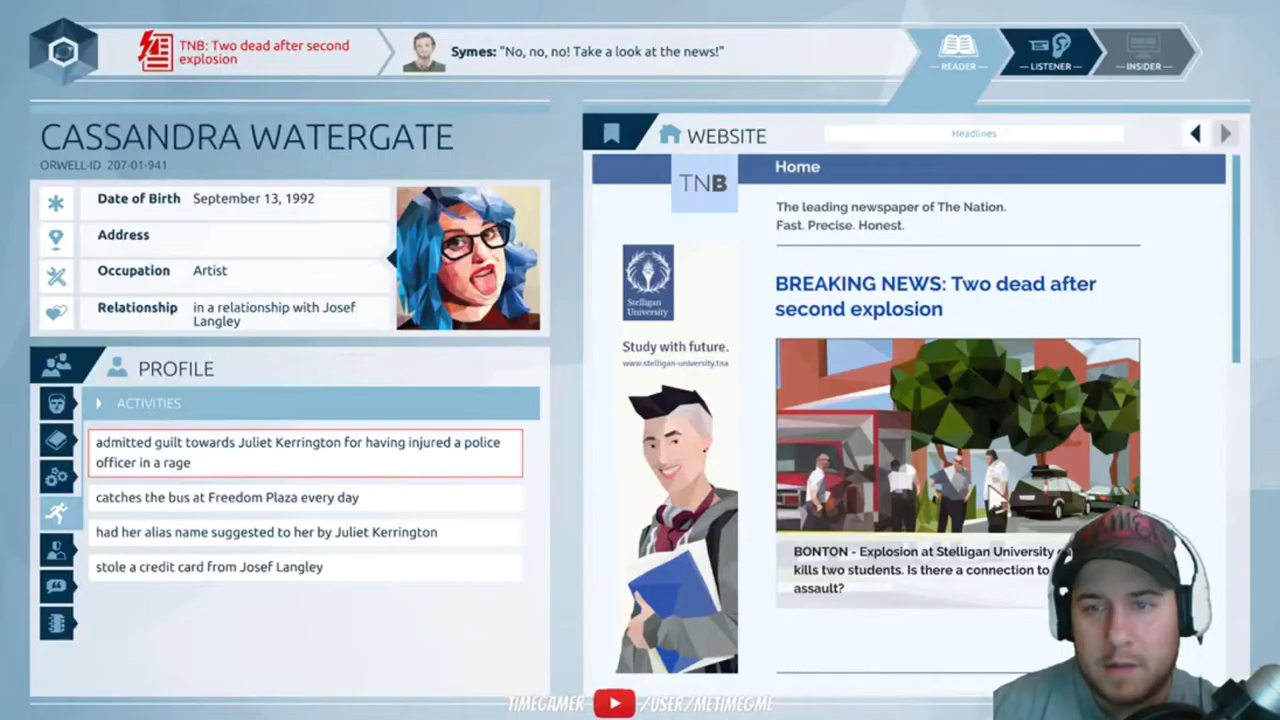 TNB: Two dead after second
explosion
Symes: "No, no, no! Take a look at the news!"
READER
LISTENER
INSIDER
CASSANDRA WATERGATE
ORWELL-ID 207-01-941
Date of Birth September 13, 1992
Address
Occupation Artist
Relationship in a relationship with Josef
Langley
PROFILE
ACTIVITIES
admitted guilt towards Juliet Kerrington for having injured a police
officer in a rage
catches the bus at Freedom Plaza every day
had her alias name suggested to her by Juliet Kerrington
stole a credit card from Josef Langley
WEBSITE
Headlines
TNB
Home
The leading newspaper of The Nation.
Fast. Precise. Honest.
Stelligan
University
Study with future.
www.stelligan-university.tna
BREAKING NEWS: Two dead after
second explosion
BONTON - Explosion at Stelligan University
kills two students. Is there a connection to
assault?
TIMEGAMER /USER/METIMEGML